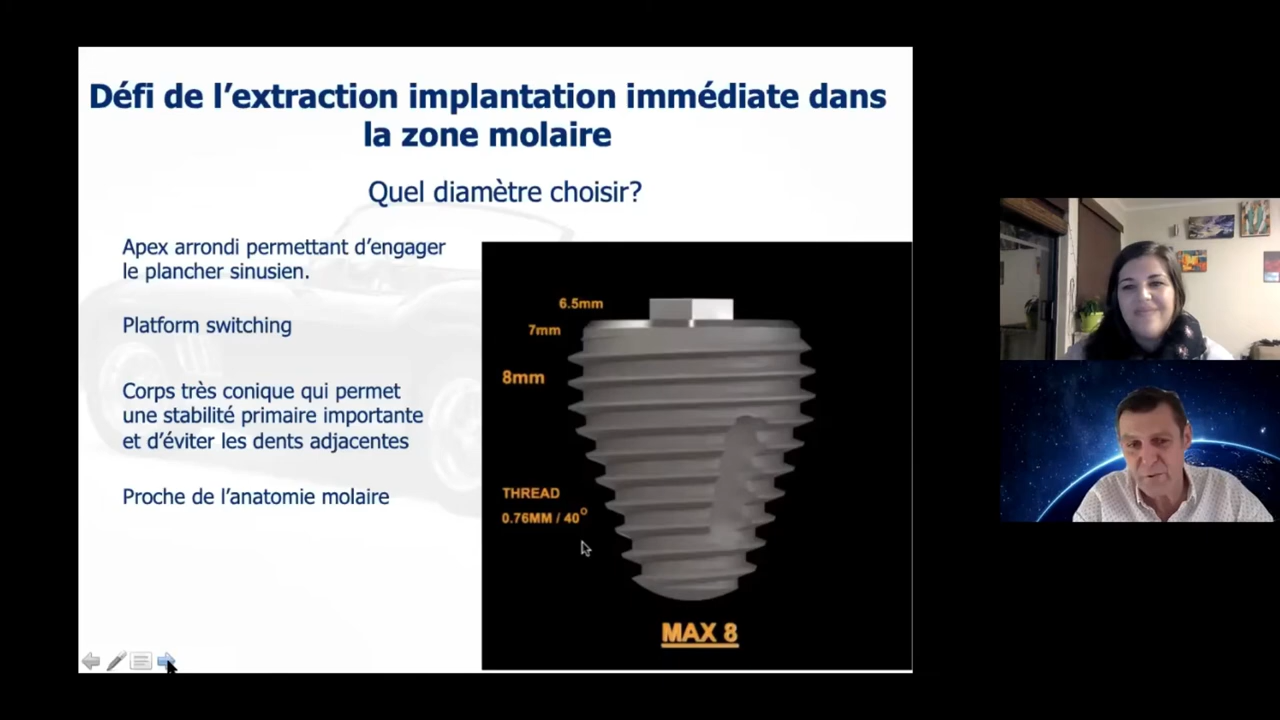 Défi de l’extraction implantation immédiate dans
la zone molaire
Quel diamètre choisir?
Apex arrondi permettant d’engager
le plancher sinusien.
Platform switching
Corps très conique qui permet
une stabilité primaire importante
et d’éviter les dents adjacentes
Proche de l’anatomie molaire
6.5mm
7mm
8mm
THREAD
0.76MM / 40°
MAX 8